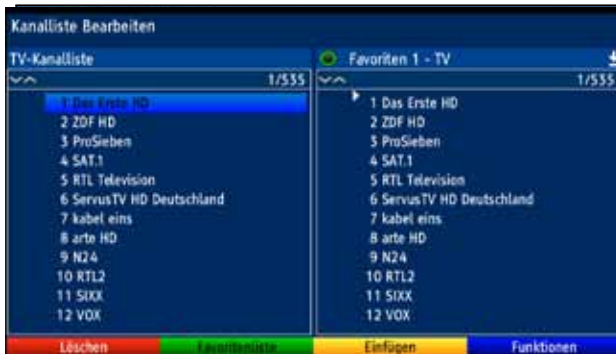 Kanalliste Bearbeiten
TV-Kanalliste
1/535
1 Das Erste HD
2 ZDF HD
3 ProSieben
4 SAT.1
5 RTL Television
6 ServusTV HD Deutschland
7 kabel eins
8 arte HD
9 N24
10 RTL2
11 SIXX
12 VOX
Favoriten 1 - TV
1/535
1 Das Erste HD
2 ZDF HD
3 ProSieben
4 SAT.1
5 RTL Television
6 ServusTV HD Deutschland
7 kabel eins
8 arte HD
9 N24
10 RTL2
11 SIXX
12 VOX
Löschen
Favoritenliste
Einfügen
Funktionen